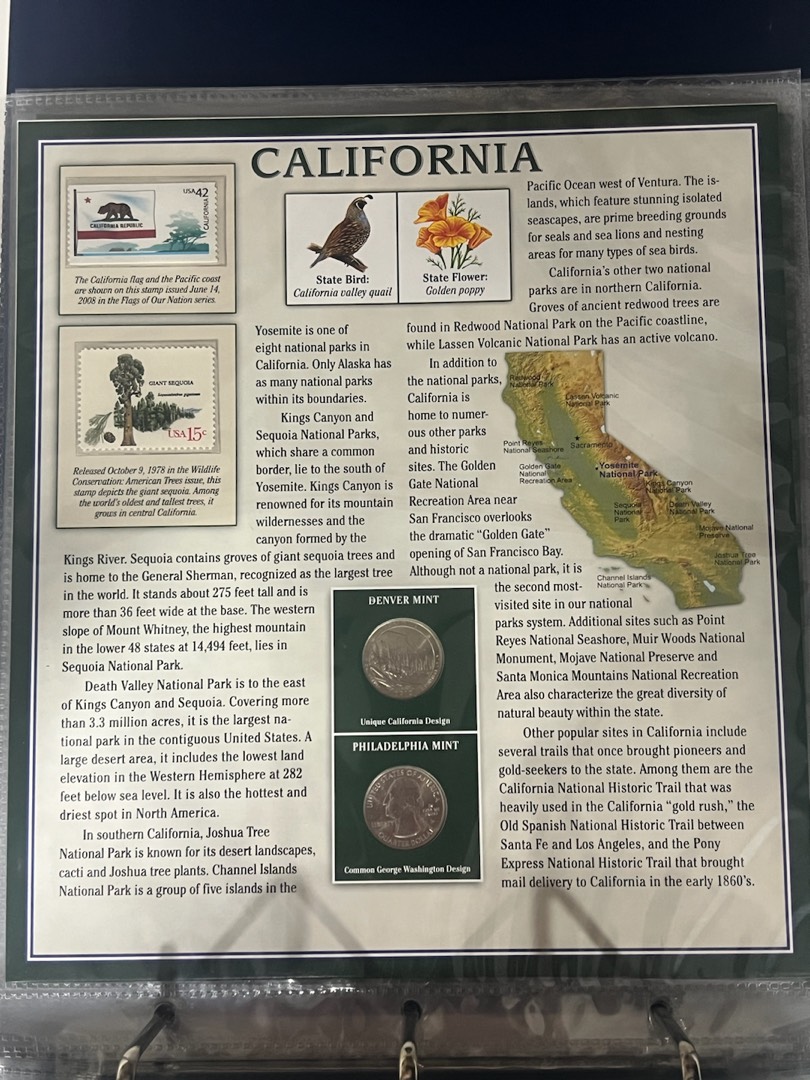 CALIFORNIA
USA 42
CALIFORNIA
CALIFORNIA REPUBLIC
The California flag and the Pacific coast
are shown on this stamp issued June 14,
2008 in the Flags of Our Nation series.
GIANT SEQUOIA
USA 15c
Released October 9, 1978 in the Wildlife
Conservation: American Trees issue, this
stamp depicts the giant sequoia. Among
the world's oldest and tallest trees, it
grows in central California.
State Bird:
California valley quail
State Flower:
Golden poppy
Yosemite is one of
eight national parks in
California. Only Alaska has
as many national parks
within its boundaries.
Kings Canyon and
Sequoia National Parks,
which share a common
border, lie to the south of
Yosemite. Kings Canyon is
renowned for its mountain
wildernesses and the
canyon formed by the
Kings River. Sequoia contains groves of giant sequoia trees and
is home to the General Sherman, recognized as the largest tree
in the world. It stands about 275 feet tall and is
more than 36 feet wide at the base. The western
slope of Mount Whitney, the highest mountain
in the lower 48 states at 14,494 feet, lies in
Sequoia National Park.
Death Valley National Park is to the east
of Kings Canyon and Sequoia. Covering more
than 3.3 million acres, it is the largest na-
tional park in the contiguous United States. A
large desert area, it includes the lowest land
elevation in the Western Hemisphere at 282
feet below sea level. It is also the hottest and
driest spot in North America.
In southern California, Joshua Tree
National Park is known for its desert landscapes,
cacti and Joshua tree plants. Channel Islands
National Park is a group of five islands in the
Pacific Ocean west of Ventura. The is-
lands, which feature stunning isolated
seascapes, are prime breeding grounds
for seals and sea lions and nesting
areas for many types of sea birds.
California's other two national
parks are in northern California.
Groves of ancient redwood trees are
found in Redwood National Park on the Pacific coastline,
while Lassen Volcanic National Park has an active volcano.
In addition to
the national parks,
California is
home to numer-
ous other parks
and historic
sites. The Golden
Gate National
Recreation Area near
San Francisco overlooks
the dramatic "Golden Gate"
opening of San Francisco Bay.
Although not a national park, it is
the second most-
visited site in our national
parks system. Additional sites such as Point
Reyes National Seashore, Muir Woods National
Monument, Mojave National Preserve and
Santa Monica Mountains National Recreation
Area also characterize the great diversity of
natural beauty within the state.
Other popular sites in California include
several trails that once brought pioneers and
gold-seekers to the state. Among them are the
California National Historic Trail that was
heavily used in the California "gold rush," the
Old Spanish National Historic Trail between
Santa Fe and Los Angeles, and the Pony
Express National Historic Trail that brought
mail delivery to California in the early 1860's.
Redwood
National Park
Lassen Volcanic
National Park
Point Reyes
National Seashore
Sacramento
Golden Gate
National
Recreation Area
Yosemite
National Park
Kings Canyon
National Park
Sequoia
National
Park
Death Valley
National Park
Mojave National
Preserve
Joshua Tree
National Park
Channel Islands
National Park
DENVER MINT
Unique California Design
PHILADELPHIA MINT
UNITED STATES OF AMERICA
LIBERTY
QUARTER DOLLAR
Common George Washington Design